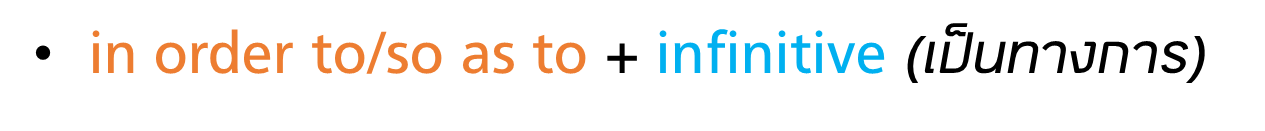 • in order to/so as to + infinitive (เป็นทางการ)